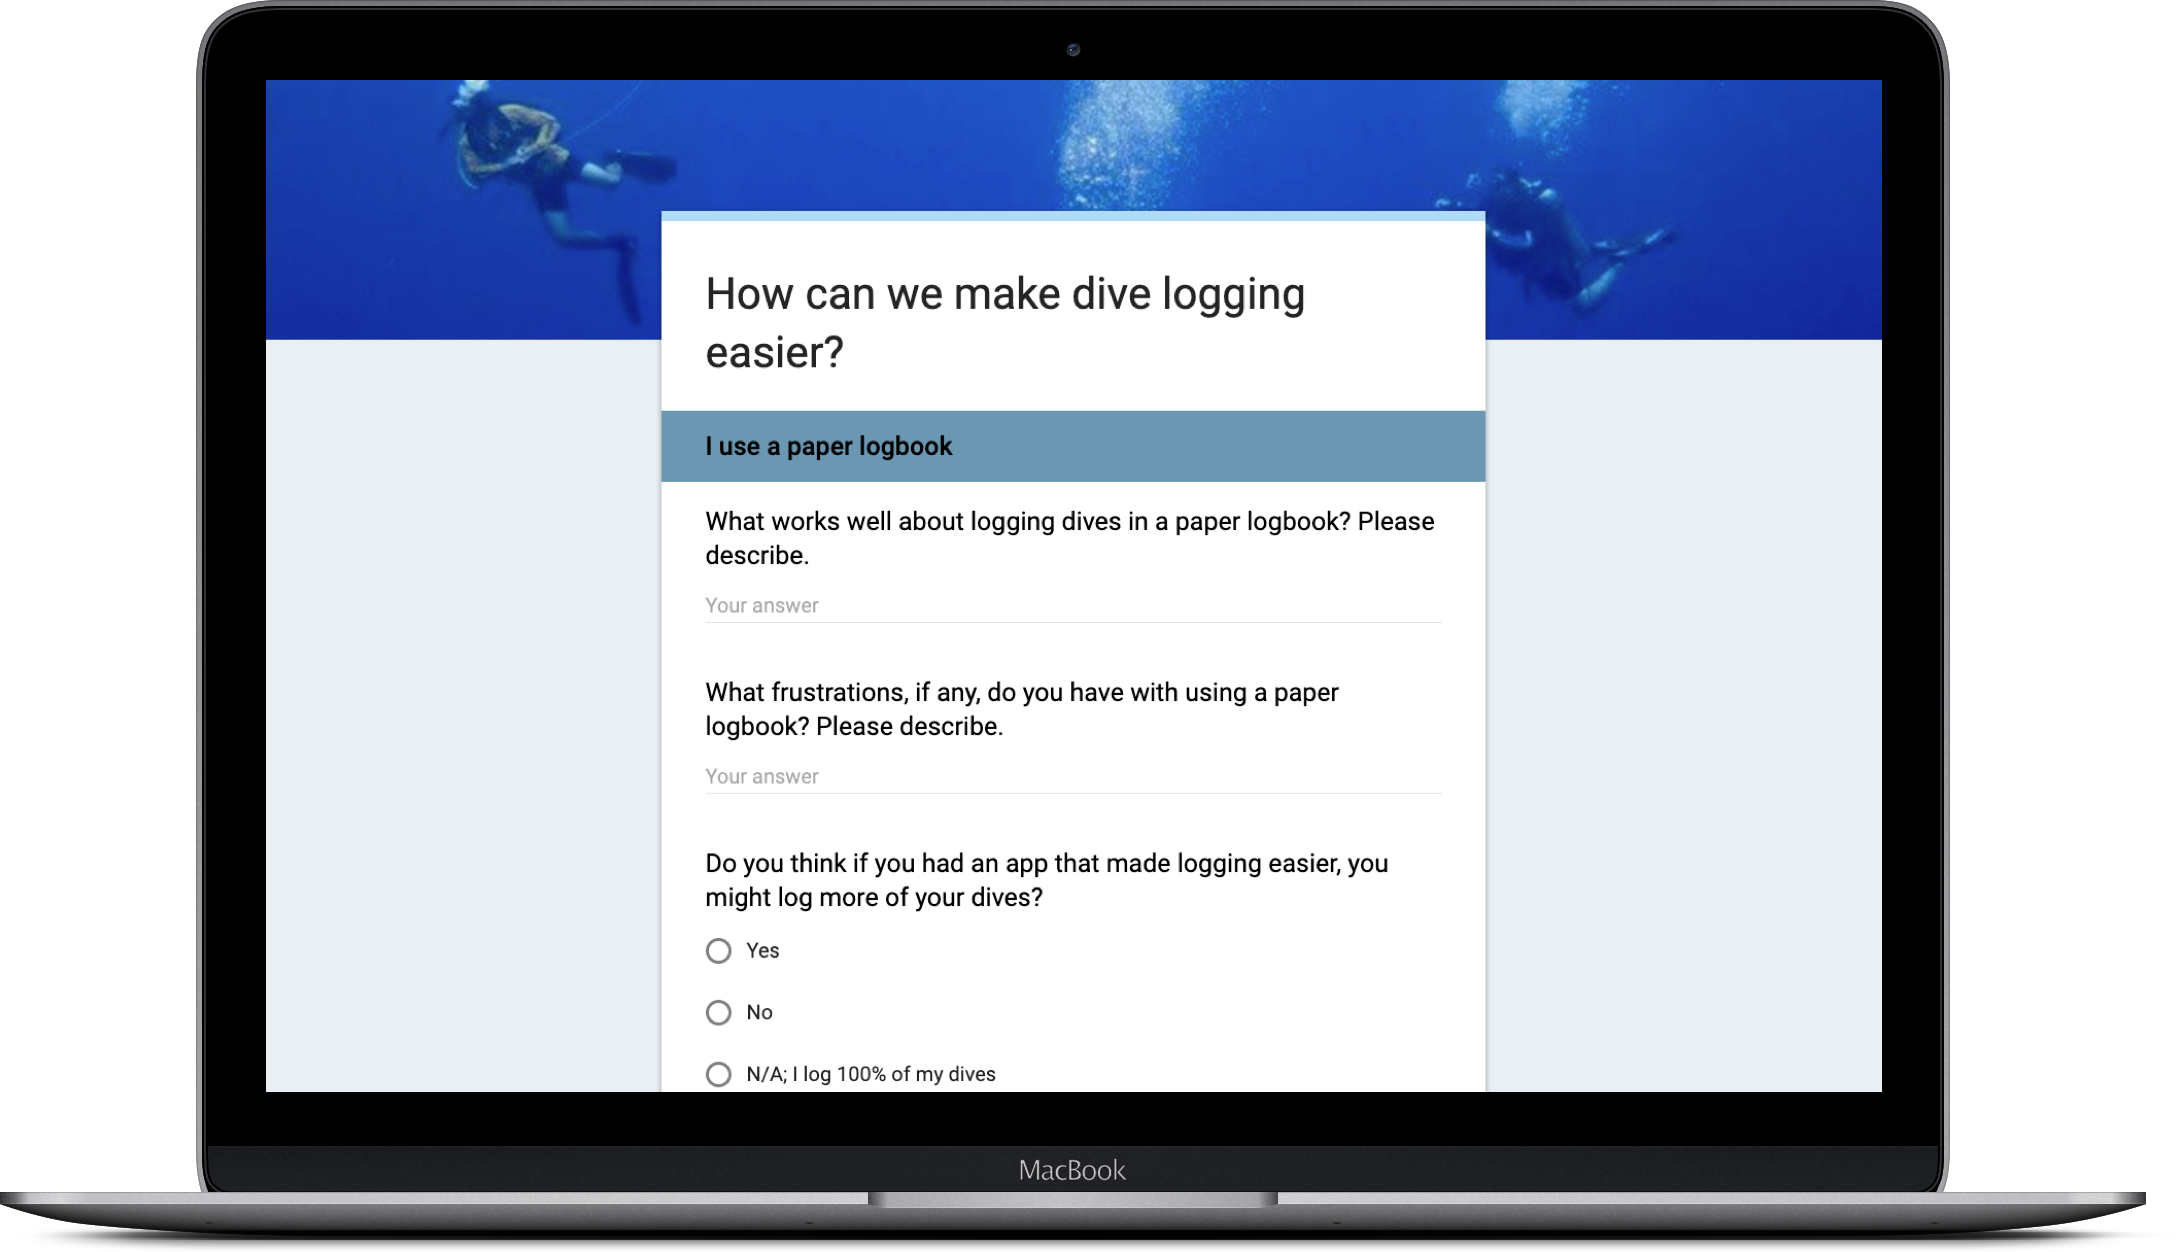 How can we make dive logging
easier?
I use a paper logbook
What works well about logging dives in a paper logbook? Please
describe.
Your answer
What frustrations, if any, do you have with using a paper
logbook? Please describe.
Your answer
Do you think if you had an app that made logging easier, you
might log more of your dives?
Yes
No
N/A; I log 100% of my dives
MacBook